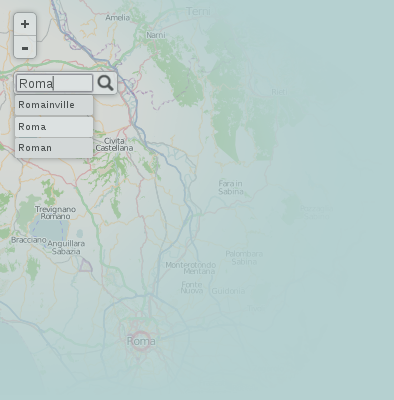 +
Amelia
Terni
Narni
-
Roma
Romainville
Roma
Roman
Civita
Castellana
Fara in
Sabina
Trevignano
Romano
Bracciano
Anguillara
Sabazia
Palombara
Sabina
Monterotondo
Mentana
Fonte
Nuova
Guidonia
Roma